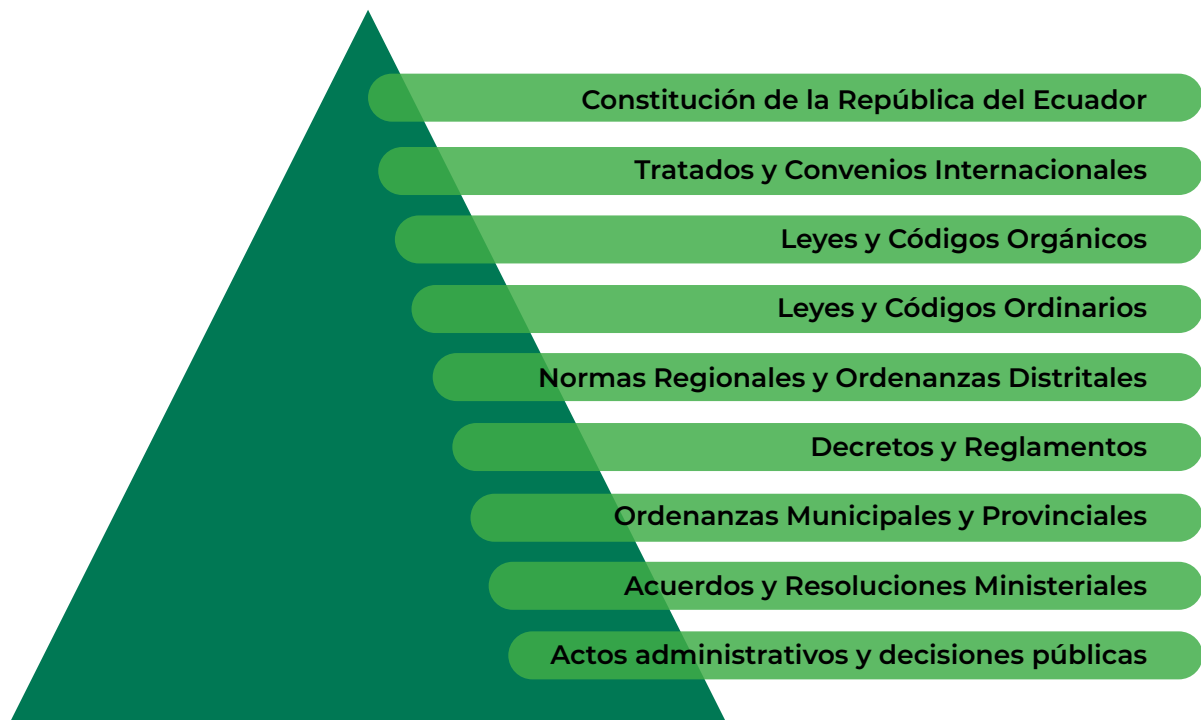 Constitución de la República del Ecuador
Tratados y Convenios Internacionales
Leyes y Códigos Orgánicos
Leyes y Códigos Ordinarios
Normas Regionales y Ordenanzas Distritales
Decretos y Reglamentos
Ordenanzas Municipales y Provinciales
Acuerdos y Resoluciones Ministeriales
Actos administrativos y decisiones públicas